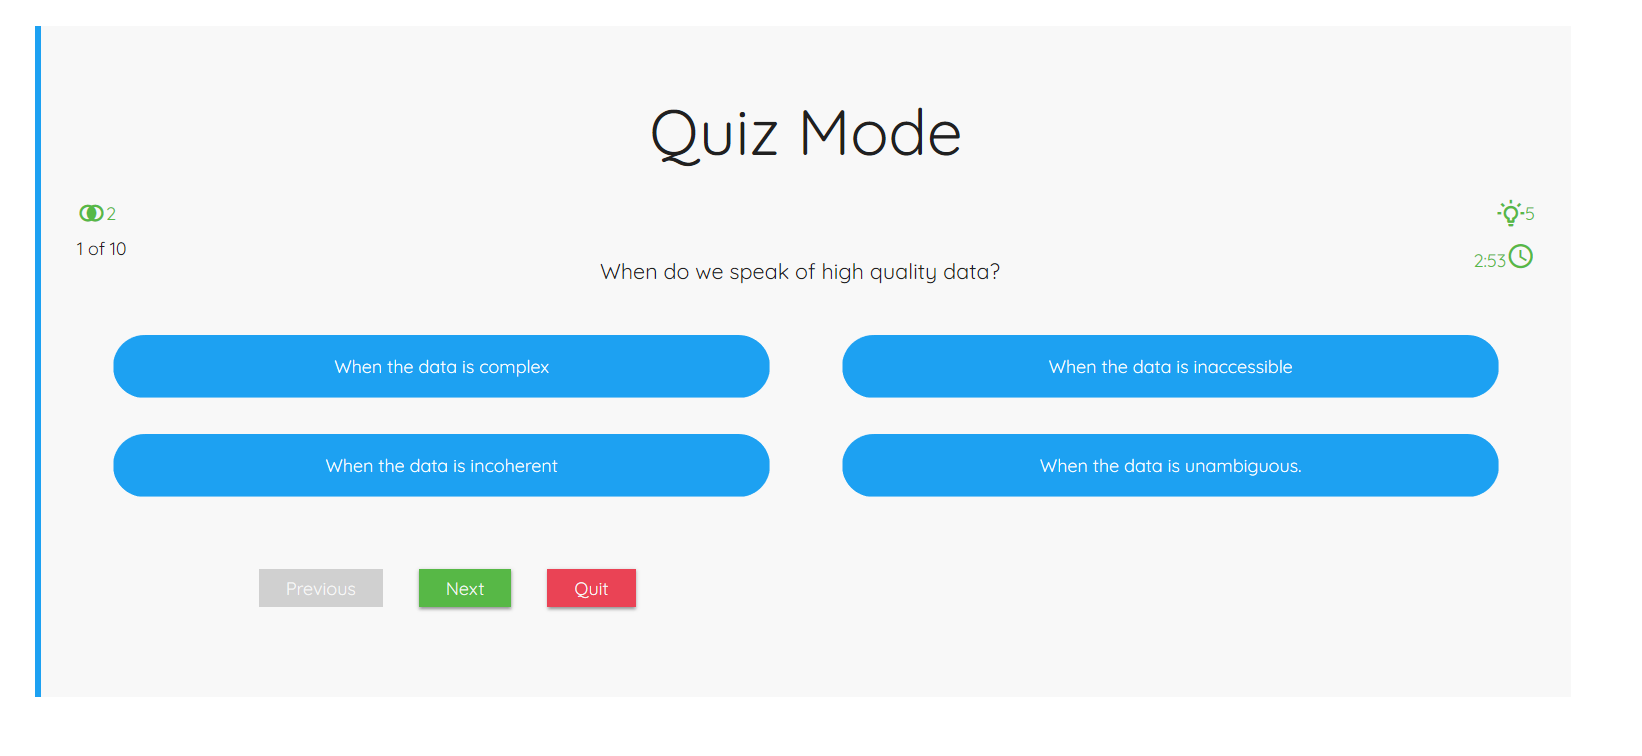 Quiz Mode
2
5
1 of 10
2:53
When do we speak of high quality data?
When the data is complex
When the data is inaccessible
When the data is incoherent
When the data is unambiguous.
Previous
Next
Quit